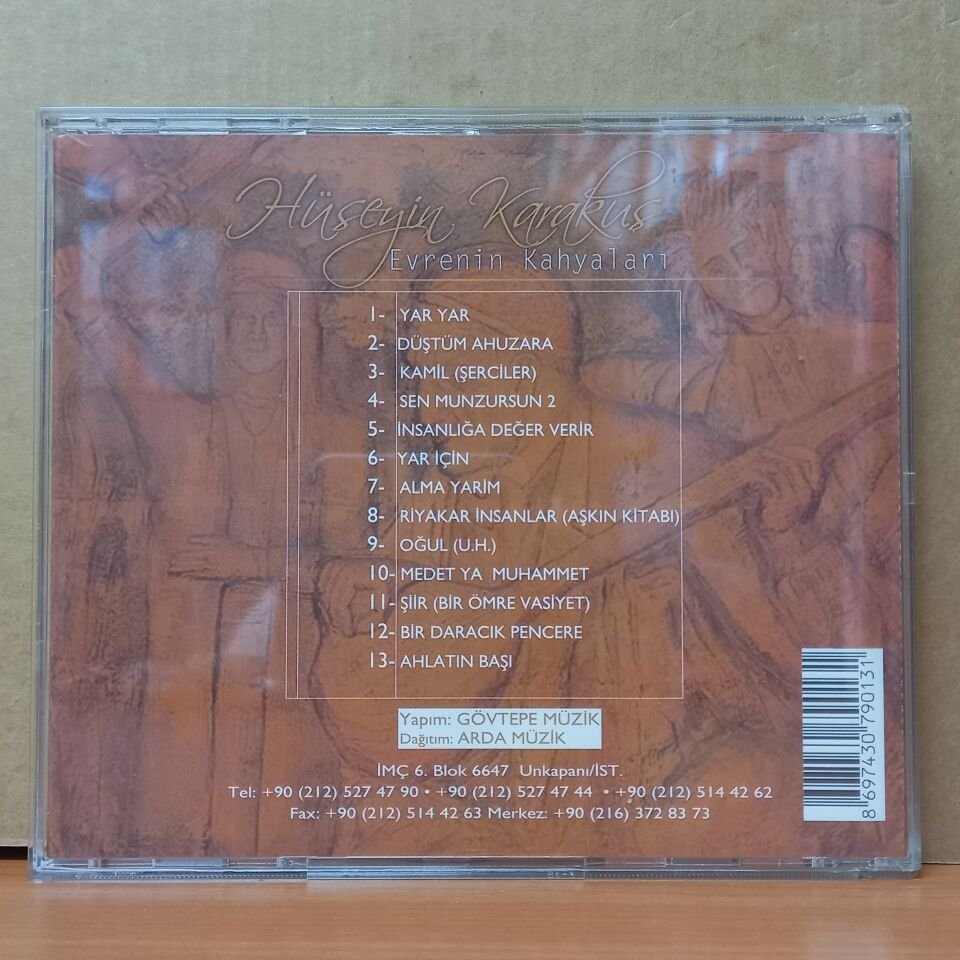 Hüseyin Karakuş
Evrenin Kahyaları
1- YAR YAR
2- DÜŞTÜM AHUZARA
3- KAMİL (ŞERCİLER)
4- SEN MUNZURSUN 2
5- İNSANLIĞA DEĞER VERİR
6- YAR İÇİN
7- ALMA YARİM
8- RİYAKAR İNSANLAR (AŞKIN KİTABI)
9- OĞUL (U.H.)
10- MEDET YA MUHAMMET
11- ŞİİR (BİR ÖMRE VASİYET)
12- BİR DARACIK PENCERE
13- AHLATIN BAŞI
Yapım: GÖVTEPE MÜZİK
Dağıtım: ARDA MÜZİK
İMÇ 6. Blok 6647 Unkapanı/İST.
Tel: +90 (212) 527 47 90 • +90 (212) 527 47 44 • +90 (212) 514 42 62
Fax: +90 (212) 514 42 63 Merkez: +90 (216) 372 83 73
8 697430 790131